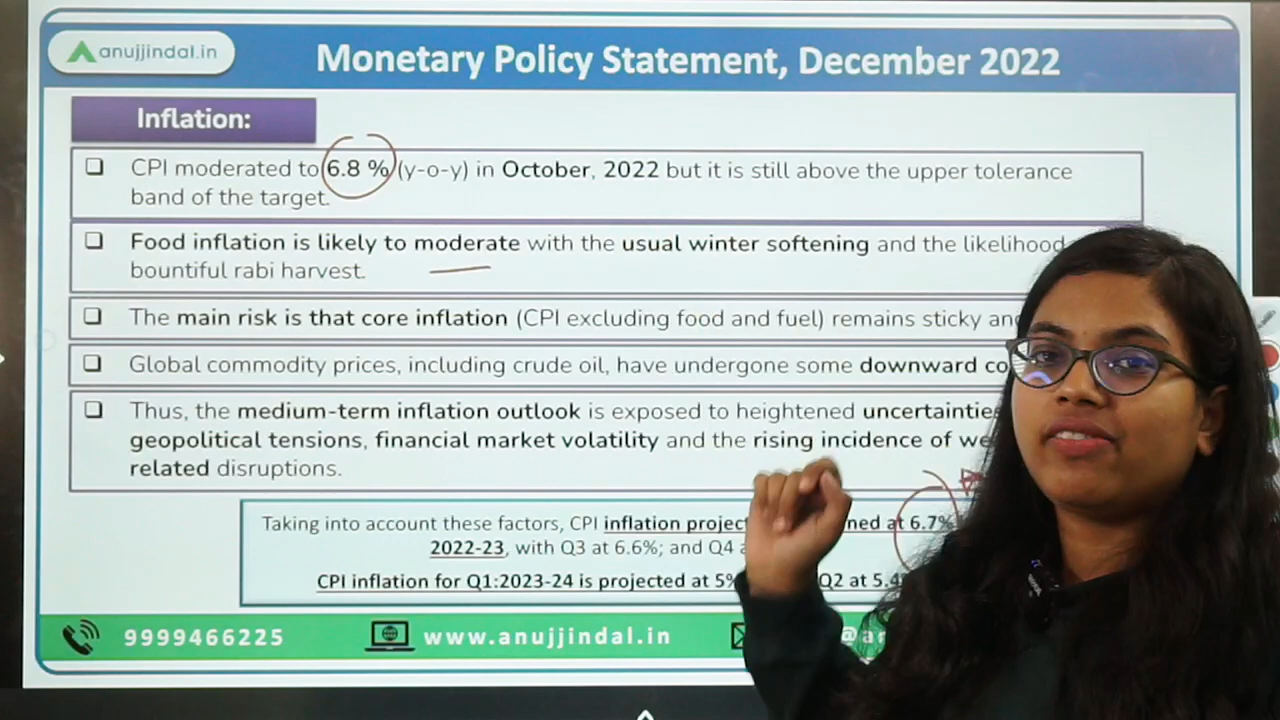 anujjindal.in
Monetary Policy Statement, December 2022
Inflation:
CPI moderated to 6.8 % (y-o-y) in October, 2022 but it is still above the upper tolerance
band of the target.
Food inflation is likely to moderate with the usual winter softening and the likelihood
bountiful rabi harvest.
The main risk is that core inflation (CPI excluding food and fuel) remains sticky
Global commodity prices, including crude oil, have undergone some downward
Thus, the medium-term inflation outlook is exposed to heightened
geopolitical tensions, financial market volatility and the rising incidence of
related disruptions.
Taking into account these factors, CPI inflation at 6.7%
2022-23, with Q3 at 6.6%; and Q4
CPI inflation for Q1:2023-24 is projected at 5% Q2 at
9999466225 www.anujjindal.in